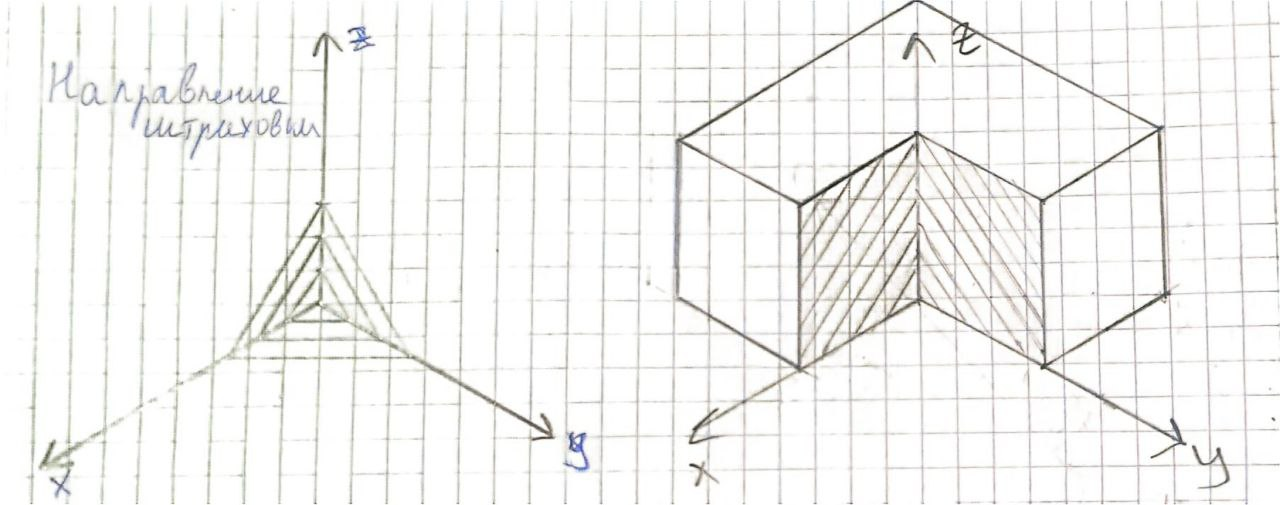 Направление
штриховки
z
x
y
z
x
y